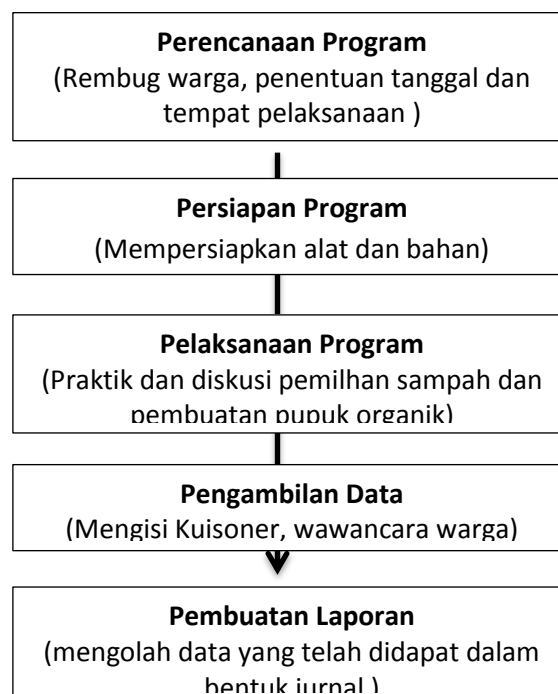 Perencanaan Program
(Rembug warga, penentuan tanggal dan
tempat pelaksanaan )
Persiapan Program
(Mempersiapkan alat dan bahan)
Pelaksanaan Program
(Praktik dan diskusi pemilhan sampah dan
pembuatan pupuk organik)
Pengambilan Data
(Mengisi Kuisoner, wawancara warga)
Pembuatan Laporan
(mengolah data yang telah didapat dalam
bentuk jurnal )